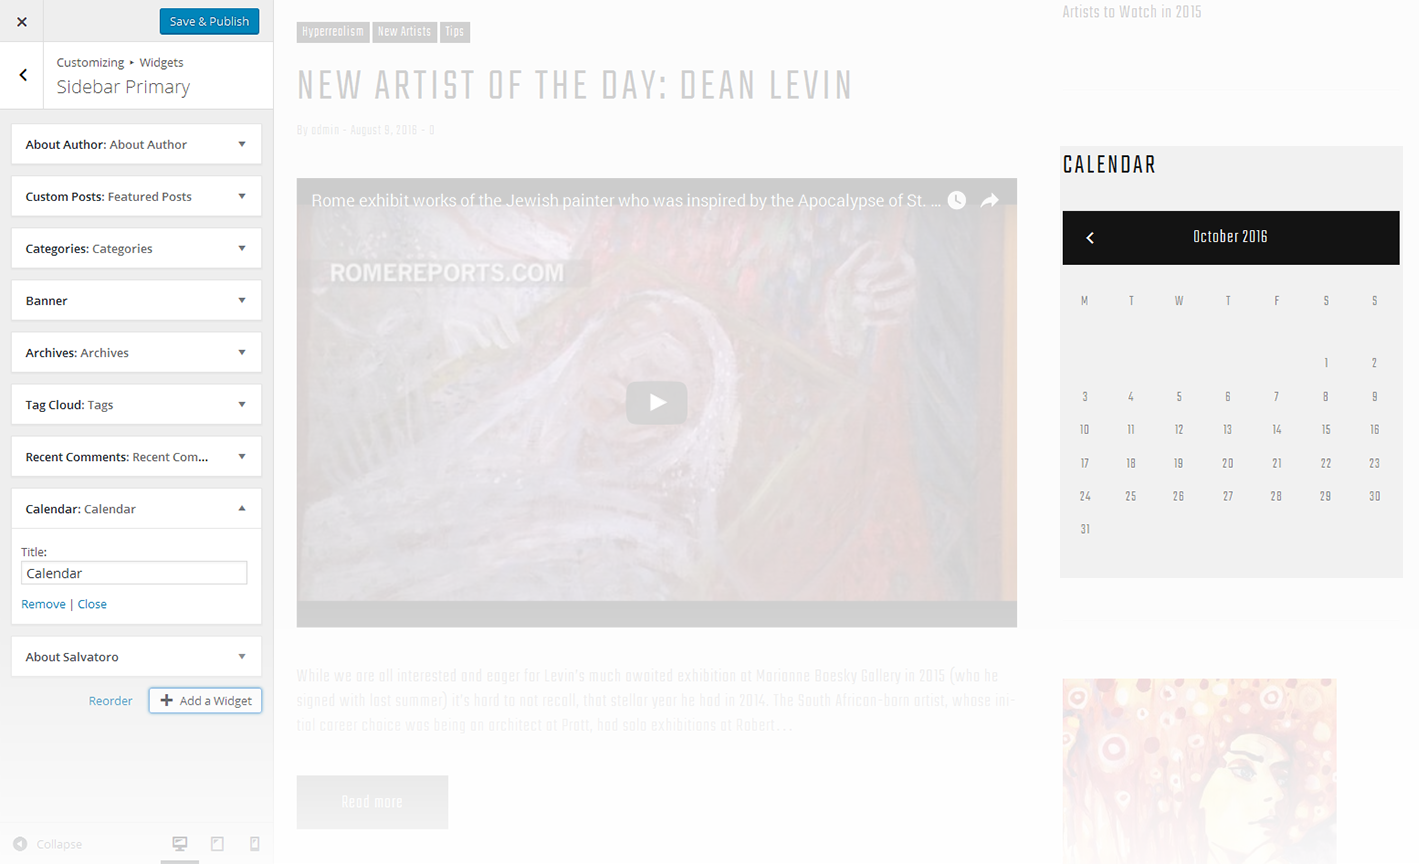 Save & Publish
Customizing ▸ Widgets
Sidebar Primary
About Author: About Author
Custom Posts: Featured Posts
Categories: Categories
Banner
Archives: Archives
Tag Cloud: Tags
Recent Comments: Recent Com...
Calendar: Calendar
Title:
Calendar
Remove | Close
About Salvatoro
Reorder
Add a Widget
Collapse
Hyperrealism New Artists Tips
NEW ARTIST OF THE DAY: DEAN LEVIN
By admin - August 9, 2016 - 0
Rome exhibit works of the Jewish painter who was inspired by the Apocalypse of St. ...
ROMEREPORTS.COM
While we are all interested and eager for Levin's much awaited exhibition at Marianne Boesky Gallery in 2015 (who he
signed with last summer) it's hard to not recall, that stellar year he had in 2014. The South African-born artist, whose ini-
tial career choice was being an architect at Pratt, had solo exhibitions at Robert...
Read more
Artists to Watch in 2015
CALENDAR
October 2016
M T W T F S S
1 2
3 4 5 6 7 8 9
10 11 12 13 14 15 16
17 18 19 20 21 22 23
24 25 26 27 28 29 30
31